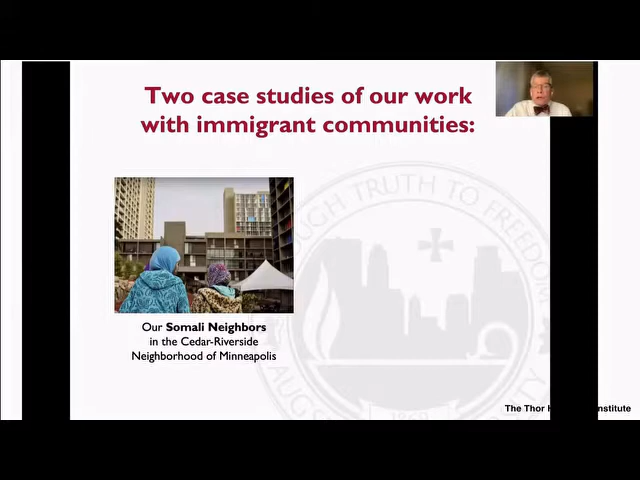 Two case studies of our work
with immigrant communities:
THROUGH TRUTH TO FREEDOM
Our Somali Neighbors
in the Cedar-Riverside
Neighborhood of Minneapolis
1869
The Thor